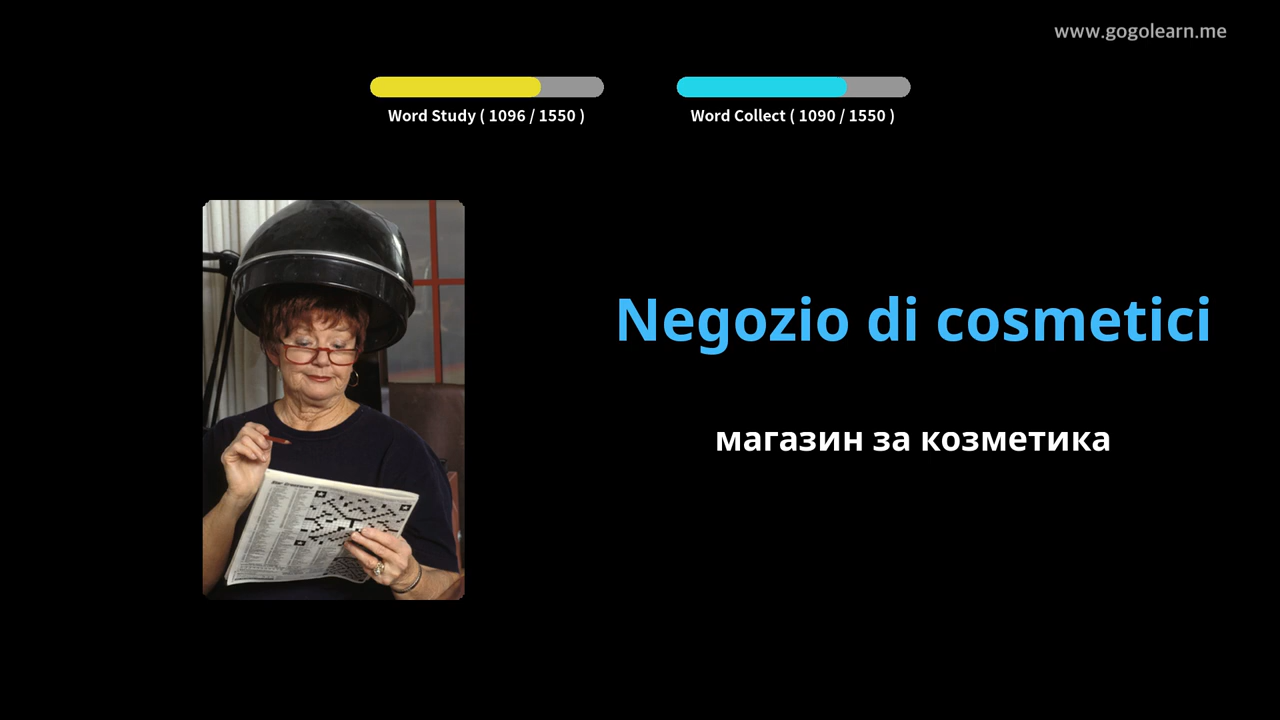 www.gogolearn.me
Word Study ( 1096 / 1550 )
Word Collect ( 1090 / 1550 )
Negozio di cosmetici
магазин за козметика